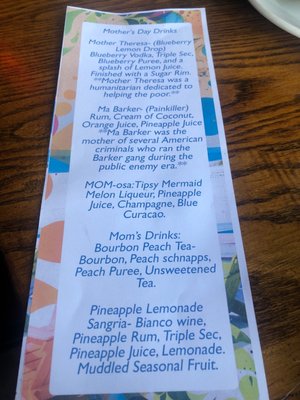 Mother's Day Drinks
Mother Theresa- (Blueberry
Lemon Drop)
Blueberry Vodka, Triple Sec,
Blueberry Puree, and a
splash of Lemon Juice.
Finished with a Sugar Rim.
**Mother Theresa was a
humanitarian dedicated to
helping the poor.**
Ma Barker- (Painkiller)
Rum, Cream of Coconut,
Orange Juice, Pineapple Juice
**Ma Barker was the
mother of several American
criminals who ran the
Barker gang during the
public enemy era.**
MOM-osa: Tipsy Mermaid
Melon Liqueur, Pineapple
Juice, Champagne, Blue
Curacao.
Mom's Drinks:
Bourbon Peach Tea-
Bourbon, Peach schnapps,
Peach Puree, Unsweetened
Tea.
Pineapple Lemonade
Sangria- Bianco wine,
Pineapple Rum, Triple Sec,
Pineapple Juice, Lemonade.
Muddled Seasonal Fruit.